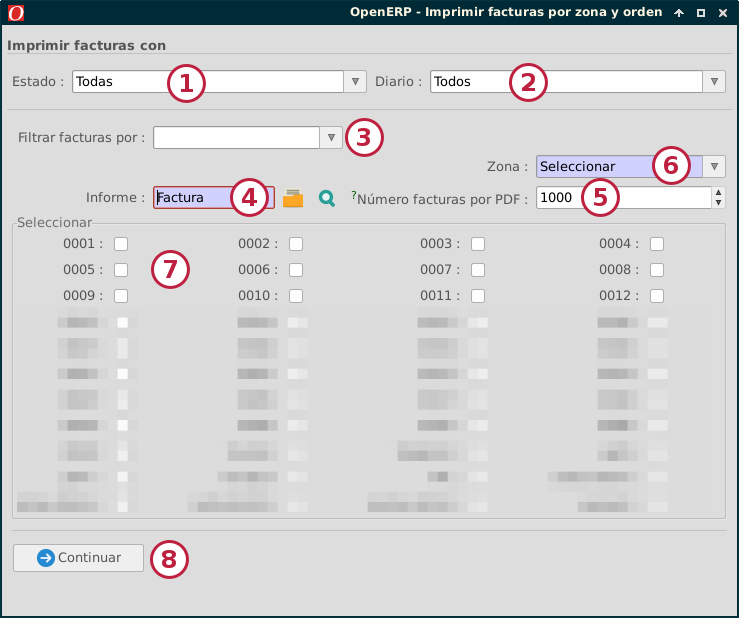 OpenERP - Imprimir facturas por zona y orden
Imprimir facturas con
Estado : Todas 1 Diario : Todos 2
Filtrar facturas por : 3
Zona : Seleccionar 6
Informe : Factura 4 ?Número facturas por PDF : 1000 5
Seleccionar
0001 : 0002 : 0003 : 0004 :
0005 : 7 0006 : 0007 : 0008 :
0009 : 0010 : 0011 : 0012 :
Continuar 8